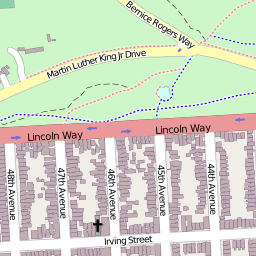 Bernice Rogers Way
Martin Luther King Jr Drive
Lincoln Way
Lincoln Way
48th Avenue
47th Avenue
46th Avenue
45th Avenue
44th Avenue
Irving Street